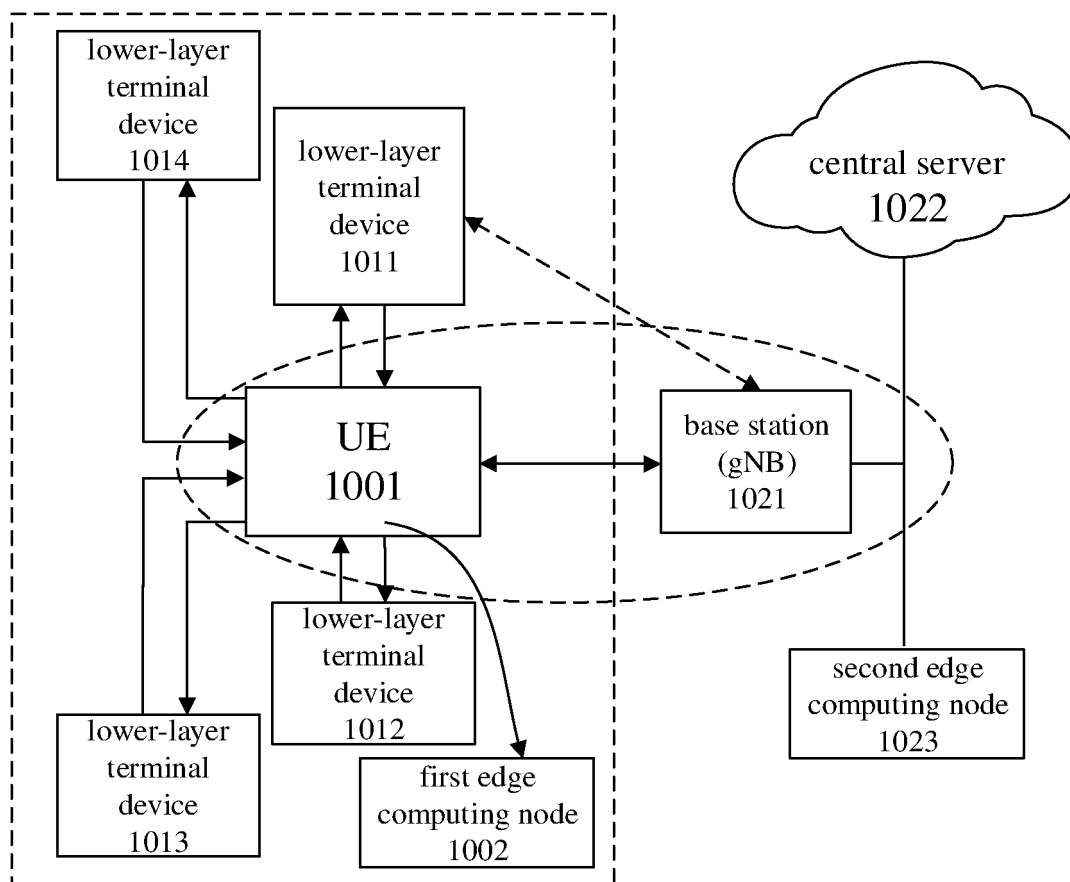 lower-layer
terminal
device
1014
lower-layer
terminal
device
1011
central server
1022
UE
1001
base station
(gNB)
1021
lower-layer
terminal
device
1012
lower-layer
terminal
device
1013
first edge
computing node
1002
second edge
computing node
1023